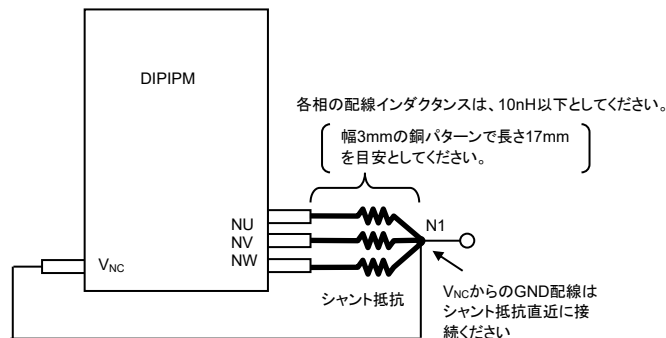 DIPIPM
各相の配線インダクタンスは、10nH以下としてください。
幅3mmの銅パターンで長さ17mm
を目安としてください。
NU
NV
NW
N1
VNC
シャント抵抗
VNCからのGND配線は
シャント抵抗直近に接
続ください